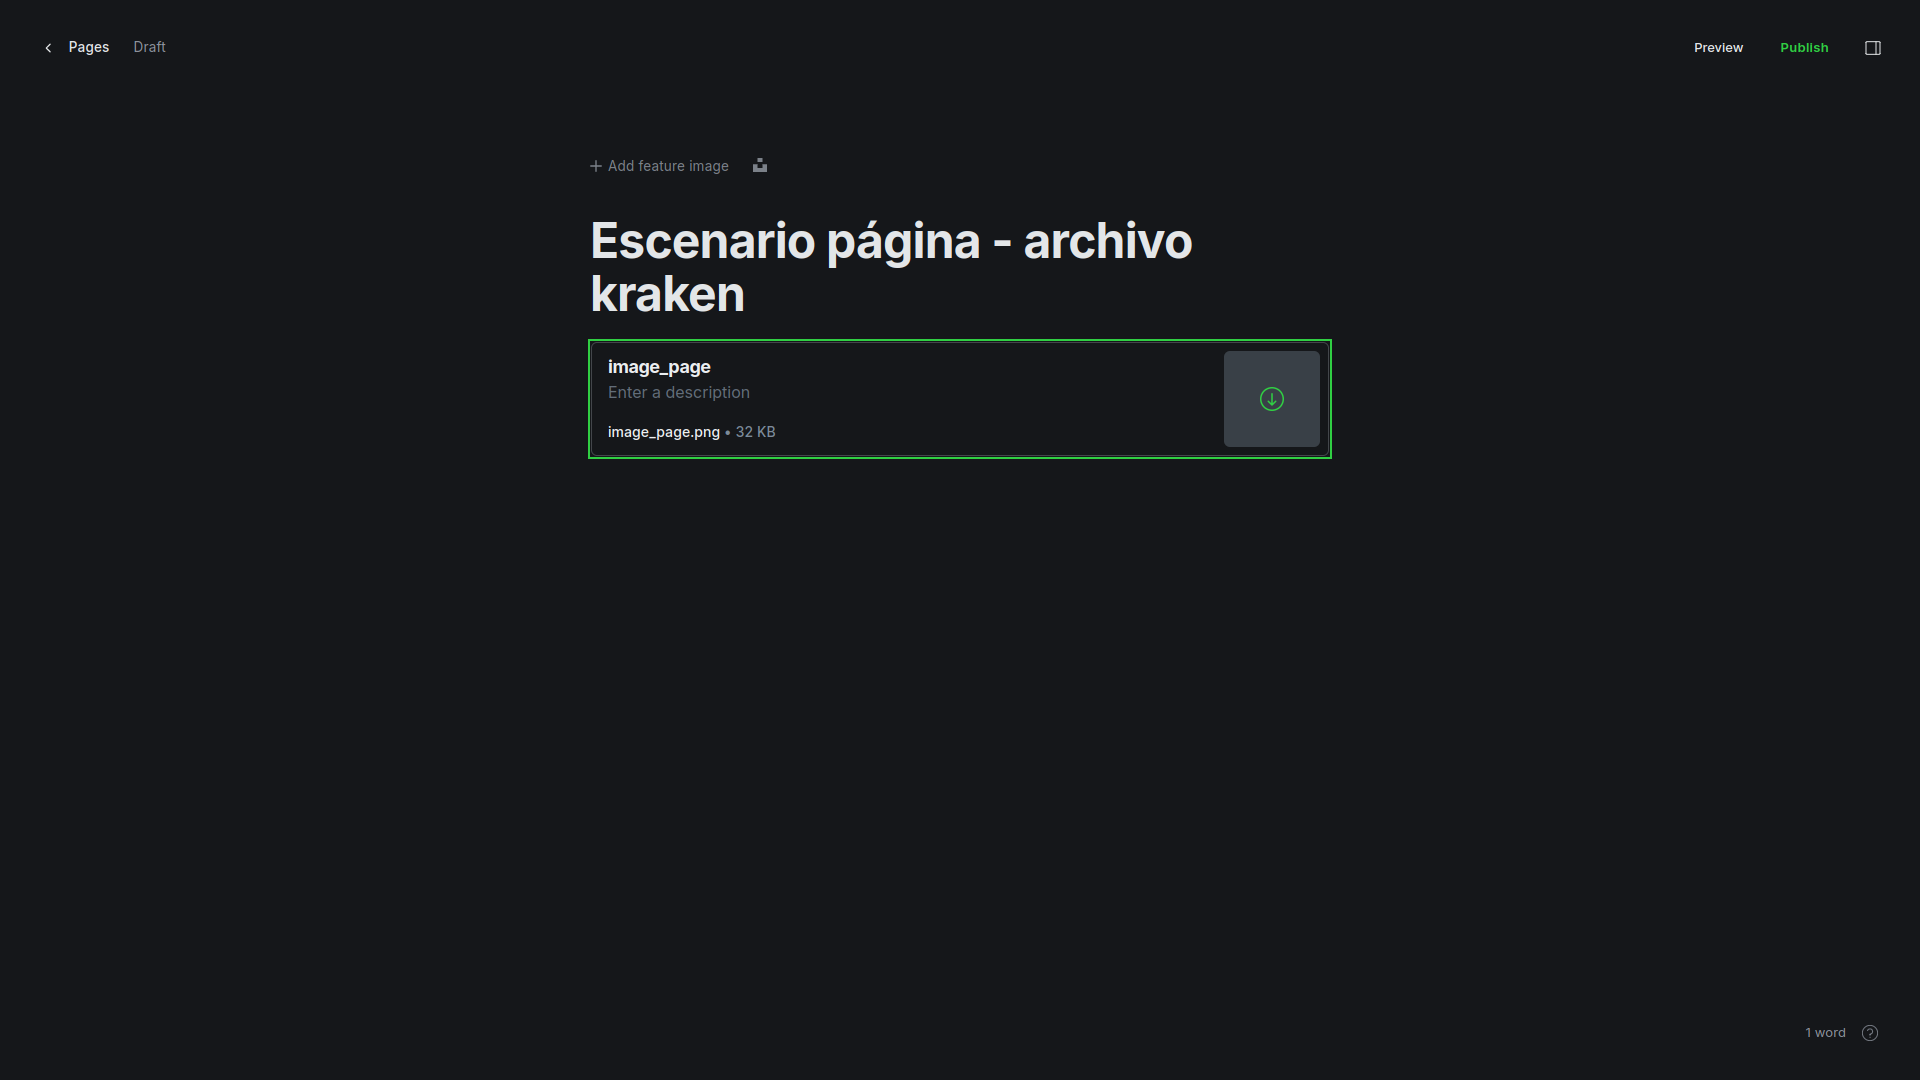 Pages Draft
Preview Publish
Add feature image
Escenario página - archivo
kraken
image_page
Enter a description
image_page.png • 32 KB
1 word